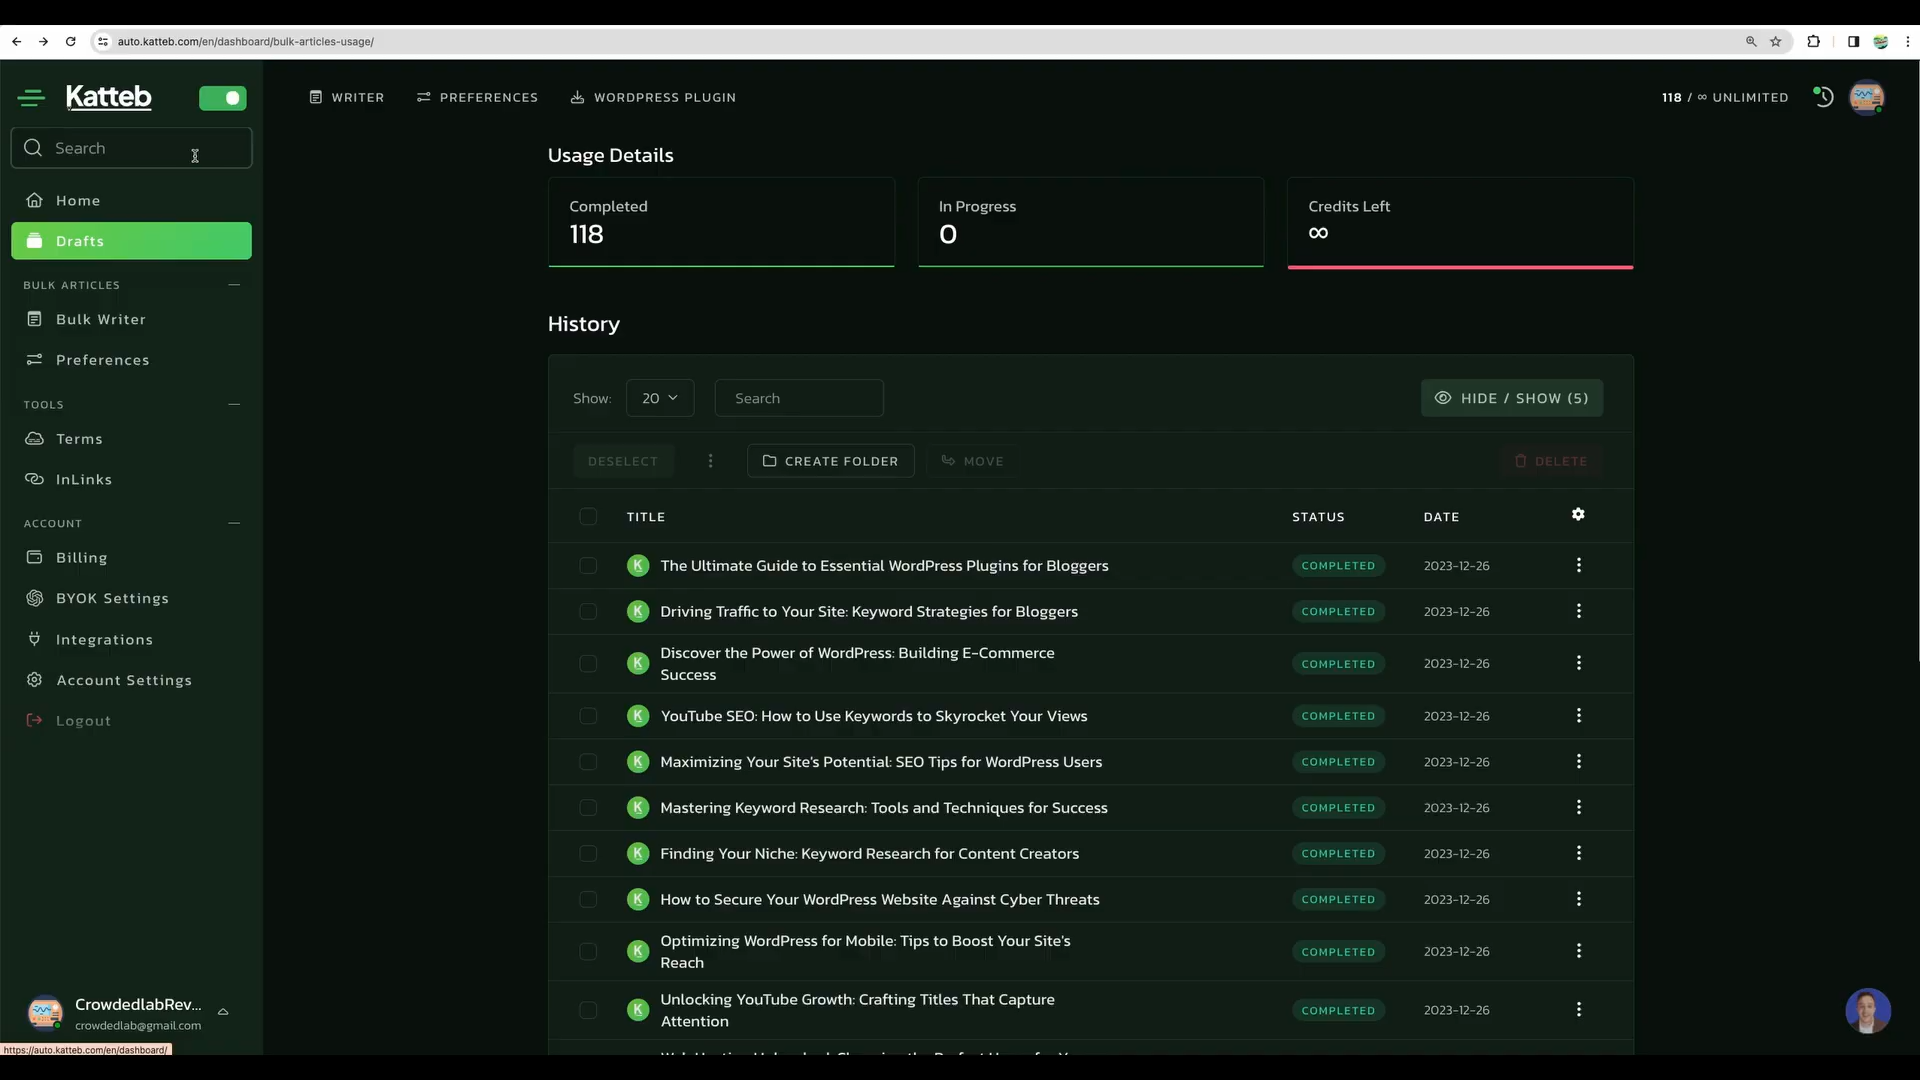 auto.katteb.com/en/dashboard/bulk-articles-usage/
Katteb
WRITER
PREFERENCES
WORDPRESS PLUGIN
118 / ∞ UNLIMITED
Search
Home
Drafts
BULK ARTICLES
Bulk Writer
Preferences
TOOLS
Terms
InLinks
ACCOUNT
Billing
BYOK Settings
Integrations
Account Settings
Logout
CrowdedlabRev...
crowdedlab@gmail.com
https://auto.katteb.com/en/dashboard/
Usage Details
Completed
118
In Progress
0
Credits Left
∞
History
Show:
20
Search
HIDE / SHOW (5)
DESELECT
CREATE FOLDER
MOVE
DELETE
TITLE
STATUS
DATE
The Ultimate Guide to Essential WordPress Plugins for Bloggers
COMPLETED
2023-12-26
Driving Traffic to Your Site: Keyword Strategies for Bloggers
COMPLETED
2023-12-26
Discover the Power of WordPress: Building E-Commerce
Success
COMPLETED
2023-12-26
YouTube SEO: How to Use Keywords to Skyrocket Your Views
COMPLETED
2023-12-26
Maximizing Your Site's Potential: SEO Tips for WordPress Users
COMPLETED
2023-12-26
Mastering Keyword Research: Tools and Techniques for Success
COMPLETED
2023-12-26
Finding Your Niche: Keyword Research for Content Creators
COMPLETED
2023-12-26
How to Secure Your WordPress Website Against Cyber Threats
COMPLETED
2023-12-26
Optimizing WordPress for Mobile: Tips to Boost Your Site's
Reach
COMPLETED
2023-12-26
Unlocking YouTube Growth: Crafting Titles That Capture
Attention
COMPLETED
2023-12-26